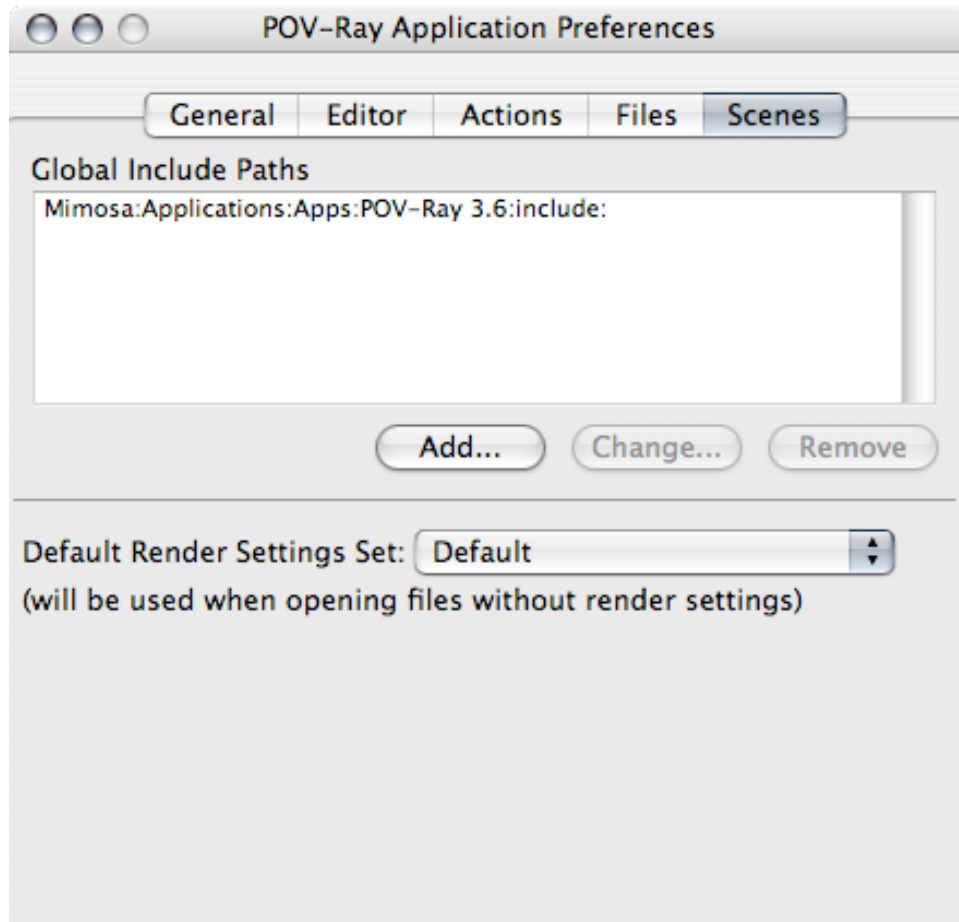 POV-Ray Application Preferences
General Editor Actions Files Scenes
Global Include Paths
Mimosa:Applications:Apps:POV-Ray 3.6:include:
Add... Change... Remove
Default Render Settings Set: Default
(will be used when opening files without render settings)